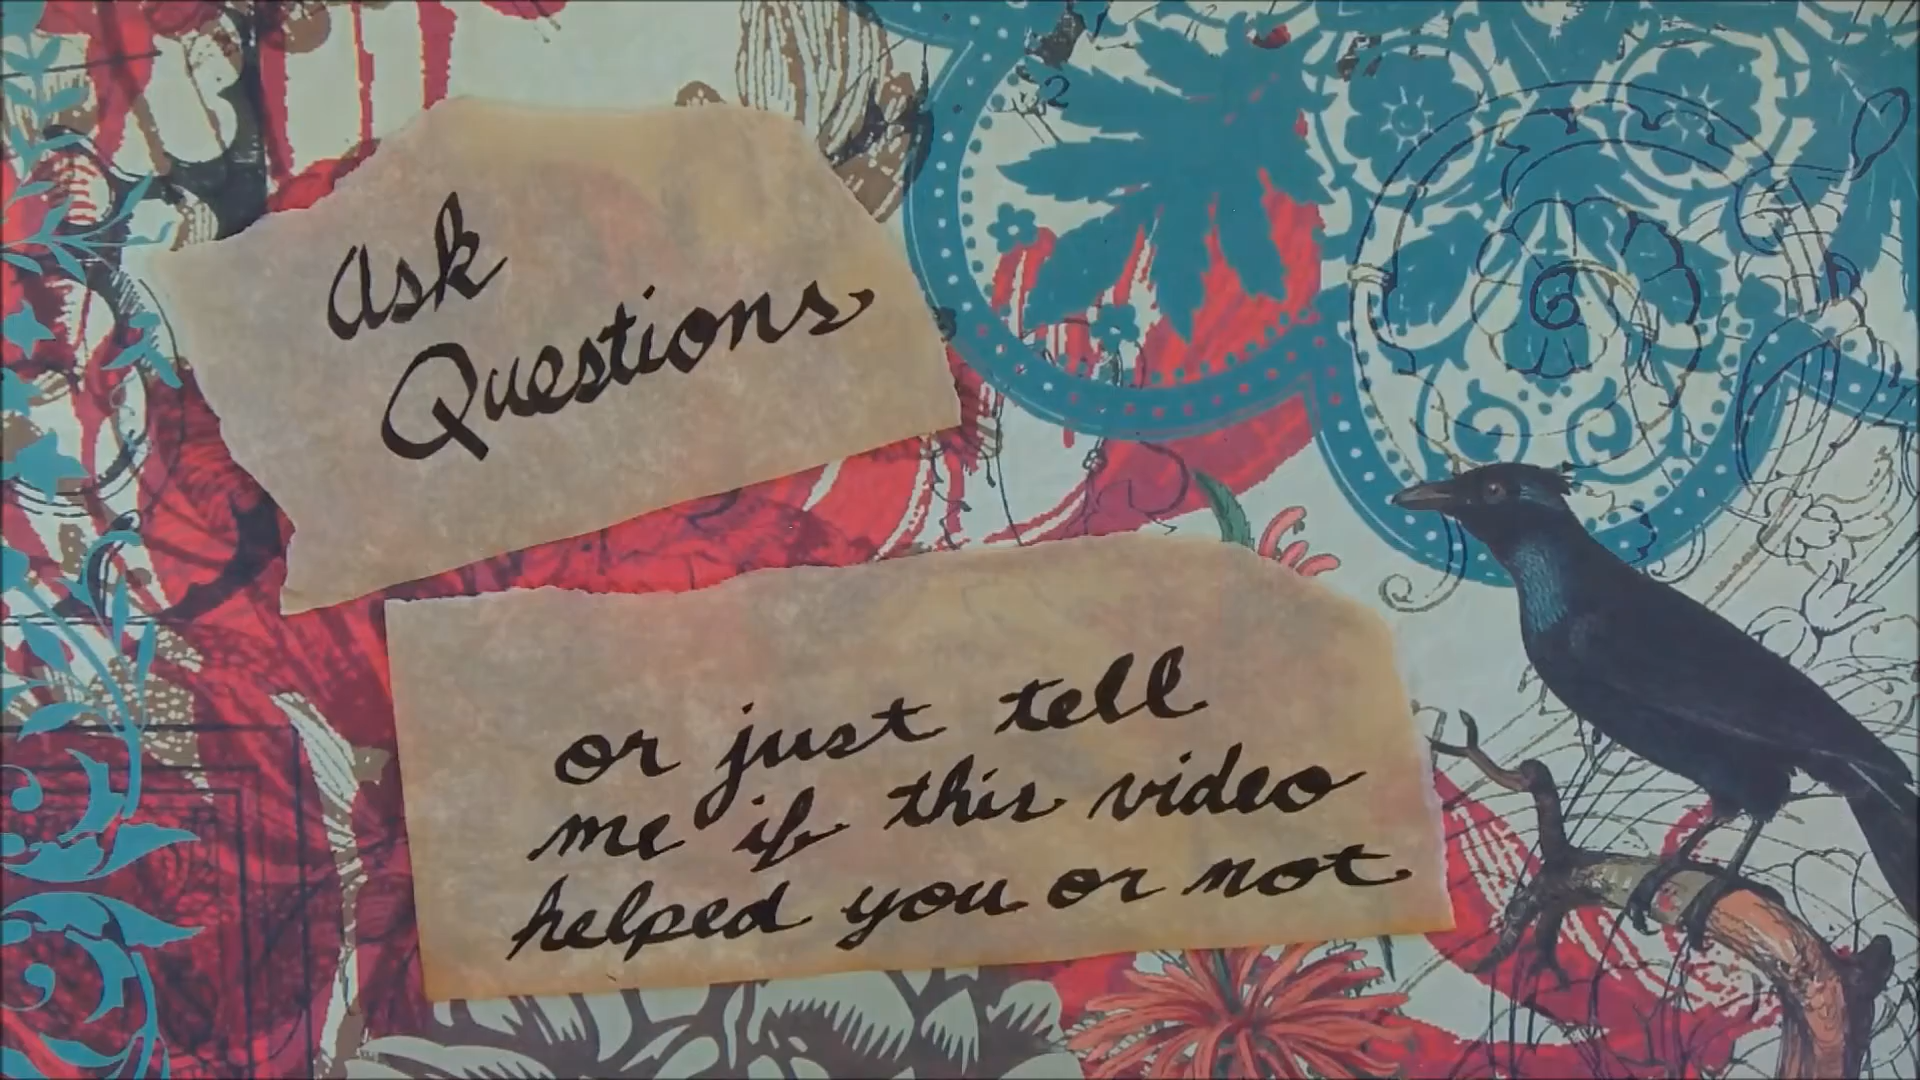 Ask
Questions
or just tell
me if this video
helped you or not